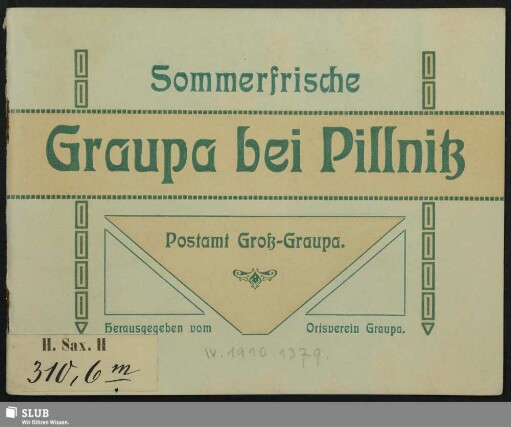 Sommerfrische
Graupa bei Pillnitz
Postamt Groß-Graupa.
Herausgegeben vom Ortsverein Graupa.
H. Sax. H
310, 6 m
IV. 1910. 1379.
SLUB
Wir führen Wissen.